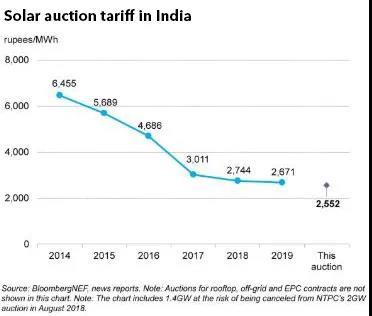 Solar auction tariff in India
rupees/MWh
8,000
6,455
5,689
6,000
4,686
4,000
3,011
2,744
2,671
2,000
2,552
0
2014 2015 2016 2017 2018 2019 This
auction
Source: BloombergNEF, news reports. Note: Auctions for rooftop, off-grid and EPC contracts are not
shown in this chart. Note: The chart includes 1.4GW at the risk of being canceled from NTPC's 2GW
auction in August 2018.